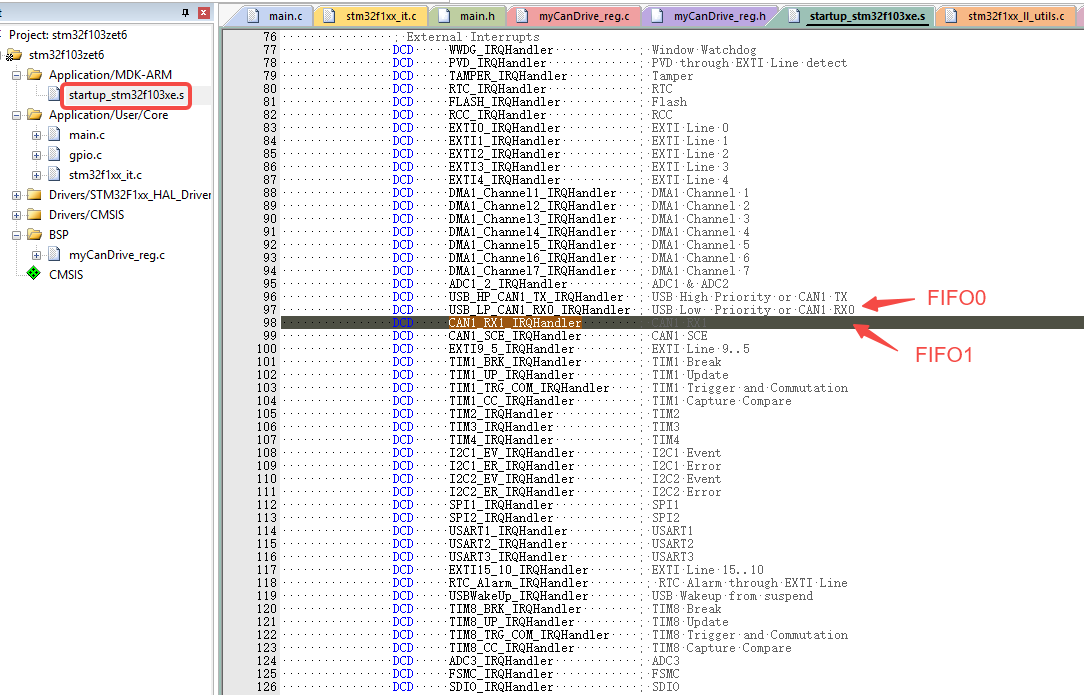 main.c
stm32f1xx_it.c
main.h
myCanDrive_reg.c
myCanDrive_reg.h
startup_stm32f103xe.s
stm32f1xx_ll_utils.c
Project: stm32f103zet6
stm32f103zet6
Application/MDK-ARM
startup_stm32f103xe.s
Application/User/Core
main.c
gpio.c
stm32f1xx_it.c
Drivers/STM32F1xx_HAL_Driver
Drivers/CMSIS
BSP
myCanDrive_reg.c
CMSIS
76 ; External Interrupts
77 DCD WWDG_IRQHandler ; Window Watchdog
78 DCD PVD_IRQHandler ; PVD through EXTI Line detect
79 DCD TAMPER_IRQHandler ; Tamper
80 DCD RTC_IRQHandler ; RTC
81 DCD FLASH_IRQHandler ; Flash
82 DCD RCC_IRQHandler ; RCC
83 DCD EXTI0_IRQHandler ; EXTI Line 0
84 DCD EXTI1_IRQHandler ; EXTI Line 1
85 DCD EXTI2_IRQHandler ; EXTI Line 2
86 DCD EXTI3_IRQHandler ; EXTI Line 3
87 DCD EXTI4_IRQHandler ; EXTI Line 4
88 DCD DMA1_Channel1_IRQHandler ; DMA1 Channel 1
89 DCD DMA1_Channel2_IRQHandler ; DMA1 Channel 2
90 DCD DMA1_Channel3_IRQHandler ; DMA1 Channel 3
91 DCD DMA1_Channel4_IRQHandler ; DMA1 Channel 4
92 DCD DMA1_Channel5_IRQHandler ; DMA1 Channel 5
93 DCD DMA1_Channel6_IRQHandler ; DMA1 Channel 6
94 DCD DMA1_Channel7_IRQHandler ; DMA1 Channel 7
95 DCD ADC1_2_IRQHandler ; ADC1 & ADC2
96 DCD USB_HP_CAN1_TX_IRQHandler ; USB High Priority or CAN1 TX
97 DCD USB_LP_CAN1_RX0_IRQHandler ; USB Low Priority or CAN1 RX0
FIFO0
98 DCD CAN1_RX1_IRQHandler ; CAN1 RX1
99 DCD CAN1_SCE_IRQHandler ; CAN1 SCE
FIFO1
100 DCD EXTI9_5_IRQHandler ; EXTI Line 9..5
101 DCD TIM1_BRK_IRQHandler ; TIM1 Break
102 DCD TIM1_UP_IRQHandler ; TIM1 Update
103 DCD TIM1_TRG_COM_IRQHandler ; TIM1 Trigger and Commutation
104 DCD TIM1_CC_IRQHandler ; TIM1 Capture Compare
105 DCD TIM2_IRQHandler ; TIM2
106 DCD TIM3_IRQHandler ; TIM3
107 DCD TIM4_IRQHandler ; TIM4
108 DCD I2C1_EV_IRQHandler ; I2C1 Event
109 DCD I2C1_ER_IRQHandler ; I2C1 Error
110 DCD I2C2_EV_IRQHandler ; I2C2 Event
111 DCD I2C2_ER_IRQHandler ; I2C2 Error
112 DCD SPI1_IRQHandler ; SPI1
113 DCD SPI2_IRQHandler ; SPI2
114 DCD USART1_IRQHandler ; USART1
115 DCD USART2_IRQHandler ; USART2
116 DCD USART3_IRQHandler ; USART3
117 DCD EXTI15_10_IRQHandler ; EXTI Line 15..10
118 DCD RTC_Alarm_IRQHandler ; RTC Alarm through EXTI Line
119 DCD USBWakeUp_IRQHandler ; USB Wakeup from suspend
120 DCD TIM8_BRK_IRQHandler ; TIM8 Break
121 DCD TIM8_UP_IRQHandler ; TIM8 Update
122 DCD TIM8_TRG_COM_IRQHandler ; TIM8 Trigger and Commutation
123 DCD TIM8_CC_IRQHandler ; TIM8 Capture Compare
124 DCD ADC3_IRQHandler ; ADC3
125 DCD FSMC_IRQHandler ; FSMC
126 DCD SDIO_IRQHandler ; SDIO